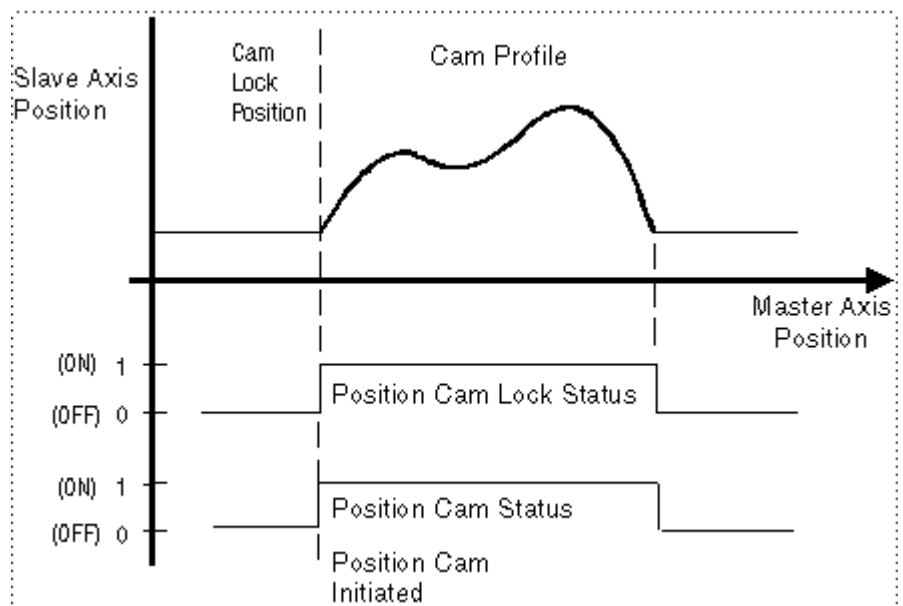 Cam
Lock
Position
Cam Profile
Slave Axis
Position
Master Axis
Position
(ON) 1
Position Cam Lock Status
(OFF) 0
(ON) 1
Position Cam Status
(OFF) 0
Position Cam
Initiated